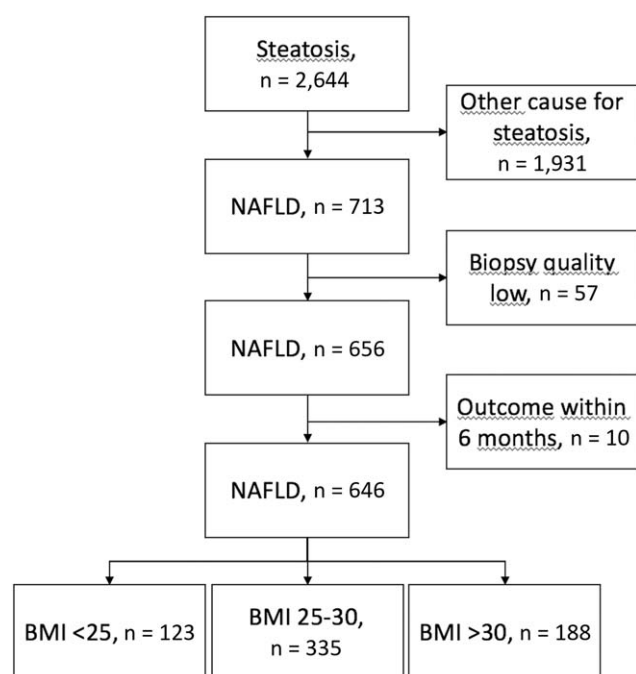 Steatosis,
n = 2,644
Other cause for
steatosis,
n = 1,931
NAFLD, n = 713
Biopsy quality
low, n = 57
NAFLD, n = 656
Outcome within
6 months, n = 10
NAFLD, n = 646
BMI <25, n = 123
BMI 25-30,
n = 335
BMI >30, n = 188